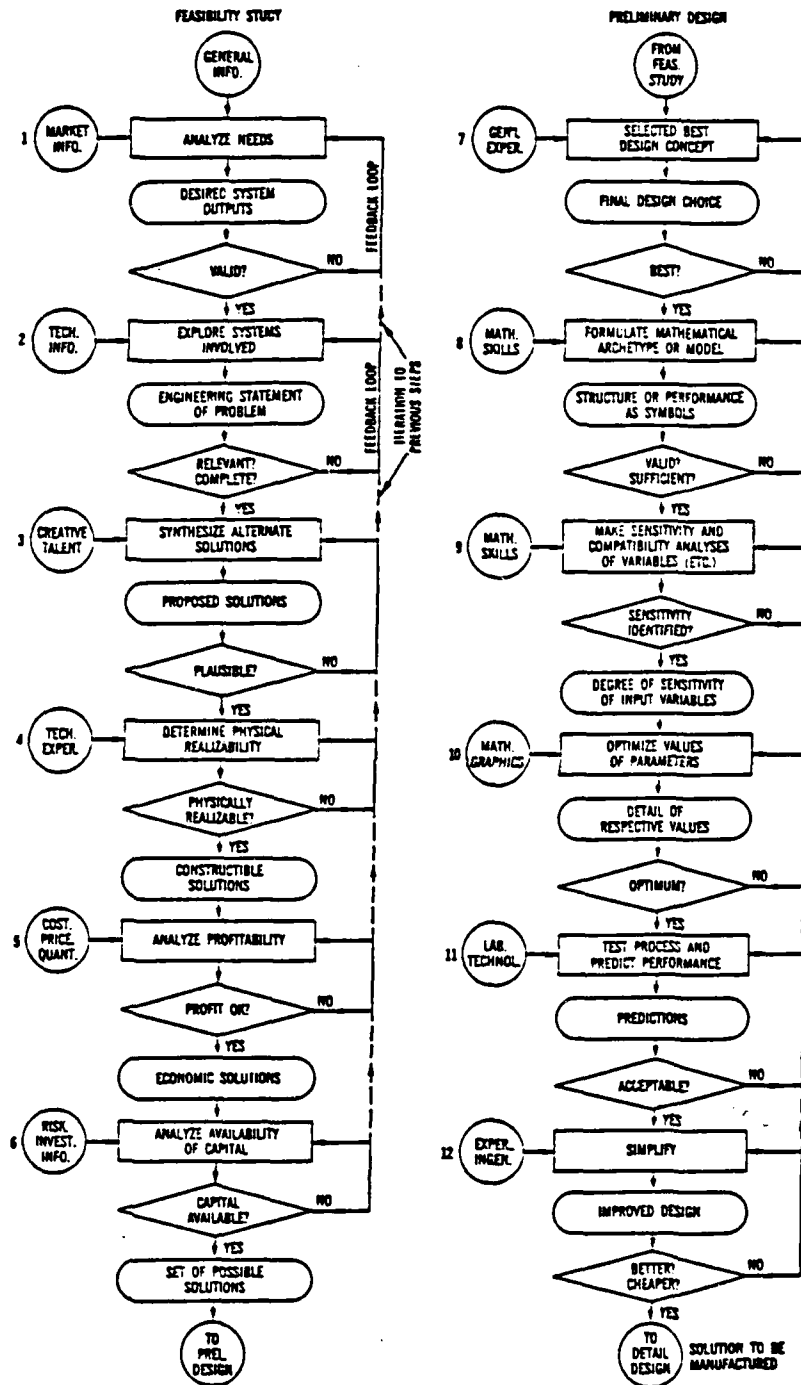 FEASIBILITY STUCY
GENERAL
INFO.
1
MARKET
INFO.
ANALYZE NEEDS
DESIREC SYSTEM
OUTPUTS
VALID?
NO
FEEDBACK LOOP
YES
2
TECH.
INFO.
EXPLORE SYSTEMS
INVOLVED
ENGINEERING STATEMENT
OF PROBLEM
RELEVANT?
COMPLETE?
NO
FEEDBACK LOOP
ITERATION TO
PREVIOUS STEPS
YES
3
CREATIVE
TALENT
SYNTHESIZE ALTERNATE
SOLUTIONS
PROPOSED SOLUTIONS
PLAUSIBLE?
NO
YES
4
TECH.
EXPER.
DETERMINE PHYSICAL
REALIZABILITY
PHYSICALLY
REALIZABLE?
NO
YES
CONSTRUCTIBLE
SOLUTIONS
5
COST.
PRICE.
QUANT.
ANALYZE PROFITABILITY
PROFIT OK?
NO
YES
ECONOMIC SOLUTIONS
6
RISK.
INVEST.
INFO.
ANALYZE AVAILABILITY
OF CAPITAL
CAPITAL
AVAILABLE?
NO
YES
SET OF POSSIBLE
SOLUTIONS
TO
PREL.
DESIGN
PRELIMINARY DESIGN
FROM
FEAS.
STUDY
7
GEN'L
EXPER.
SELECTED BEST
DESIGN CONCEPT
FINAL DESIGN CHOICE
BEST?
NO
YES
8
MATH.
SKILLS
FORMULATE MATHEMATICAL
ARCHETYPE OR MODEL
STRUCTURE OR PERFORMANCE
AS SYMBOLS
VALID?
SUFFICIENT?
NO
YES
9
MATH.
SKILLS
MAKE SENSITIVITY AND
COMPATIBILITY ANALYSES
OF VARIABLES (ETC.)
SENSITIVITY
IDENTIFIED?
NO
YES
DEGREE OF SENSITIVITY
OF INPUT VARIABLES
10
MATH.
GRAPHICS
OPTIMIZE VALUES
OF PARAMETERS
DETAIL OF
RESPECTIVE VALUES
OPTIMUM?
NO
YES
11
LAB.
TECHNOL.
TEST PROCESS AND
PREDICT PERFORMANCE
PREDICTIONS
ACCEPTABLE?
NO
YES
12
EXPER.
INGEN.
SIMPLIFY
IMPROVED DESIGN
BETTER?
CHEAPER?
NO
YES
TO
DETAIL
DESIGN
SOLUTION TO BE
MANUFACTURED